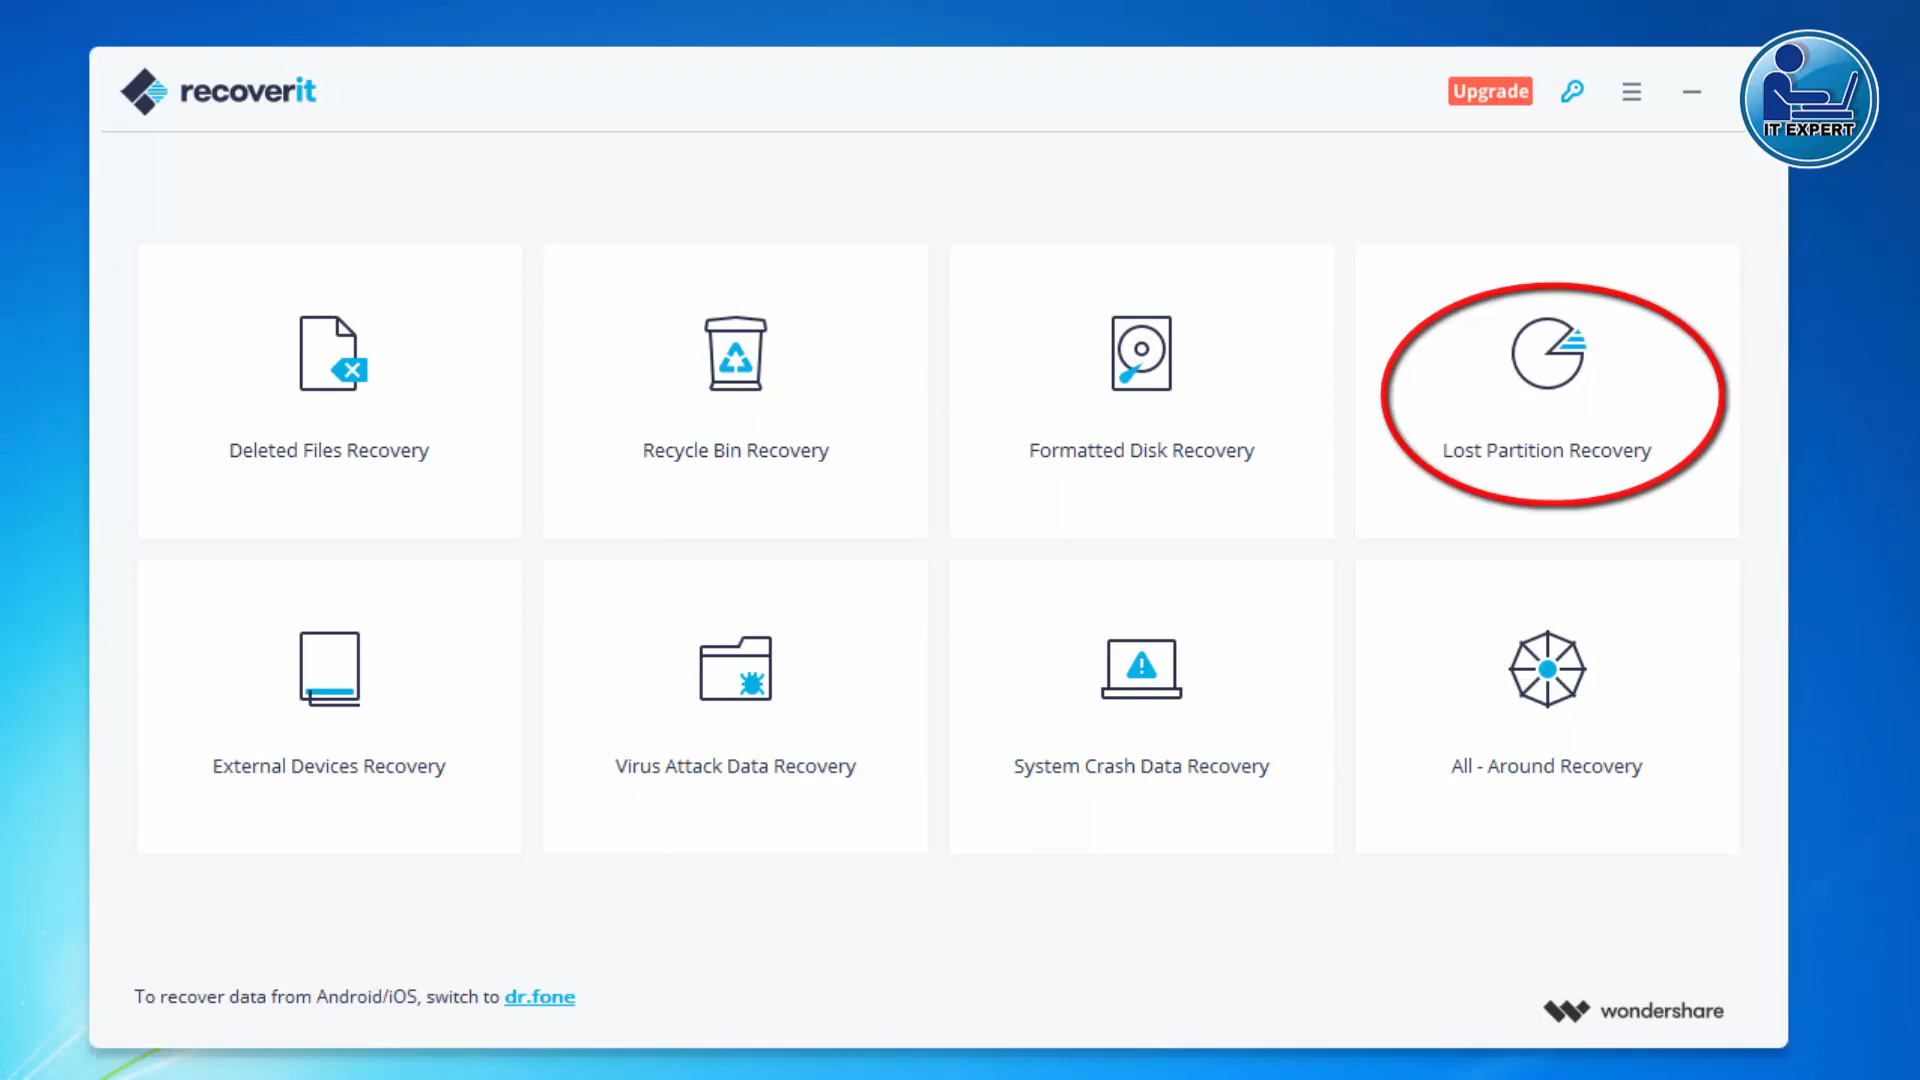 recoverit
Upgrade
IT EXPERT
Deleted Files Recovery
Recycle Bin Recovery
Formatted Disk Recovery
Lost Partition Recovery
External Devices Recovery
Virus Attack Data Recovery
System Crash Data Recovery
All - Around Recovery
To recover data from Android/iOS, switch to dr.fone
wondershare